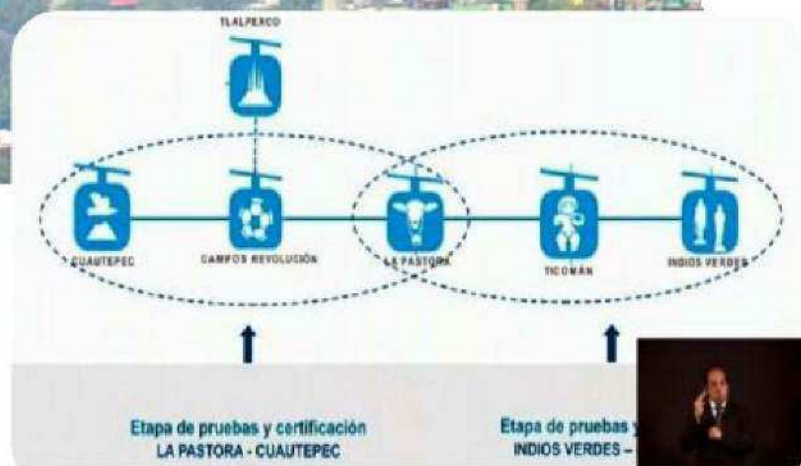 TLALPEXCO
CUAUTEPEC
CAMPOS REVOLUCIÓN
LA PASTORA
TICOMÁN
INDIOS VERDES
Etapa de pruebas y certificación
LA PASTORA - CUAUTEPEC
Etapa de pruebas y
INDIOS VERDES –